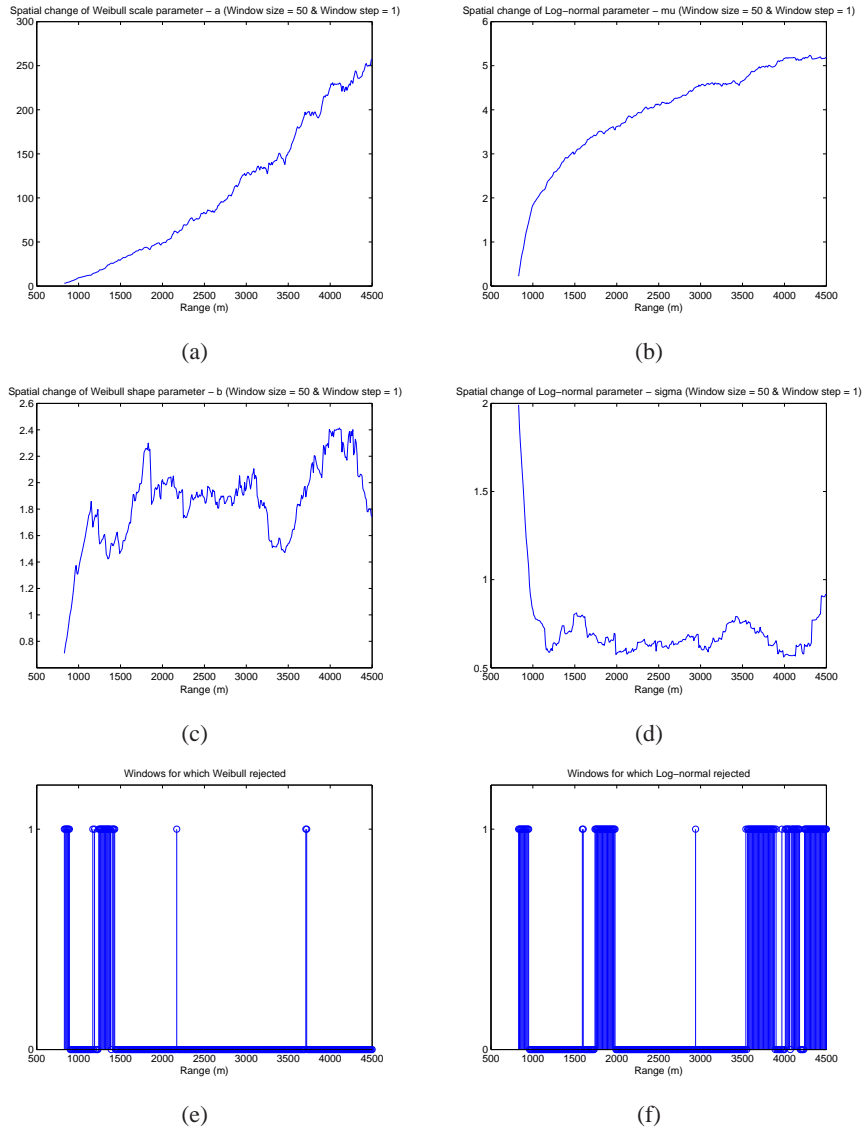 Spatial change of Weibull scale parameter – a (Window size = 50 & Window step = 1)
300
250
200
150
100
50
0
500 1000 1500 2000 2500 3000 3500 4000 4500
Range (m)
(a)
Spatial change of Log−normal parameter – mu (Window size = 50 & Window step = 1)
6
5
4
3
2
1
0
500 1000 1500 2000 2500 3000 3500 4000 4500
Range (m)
(b)
Spatial change of Weibull shape parameter – b (Window size = 50 & Window step = 1)
2.6
2.4
2.2
2
1.8
1.6
1.4
1.2
1
0.8
500 1000 1500 2000 2500 3000 3500 4000 4500
Range (m)
(c)
Spatial change of Log−normal parameter – sigma (Window size = 50 & Window step = 1)
2
1.5
1
0.5
500 1000 1500 2000 2500 3000 3500 4000 4500
Range (m)
(d)
Windows for which Weibull rejected
1
0
500 1000 1500 2000 2500 3000 3500 4000 4500
Range (m)
(e)
Windows for which Log−normal rejected
1
0
500 1000 1500 2000 2500 3000 3500 4000 4500
Range (m)
(f)